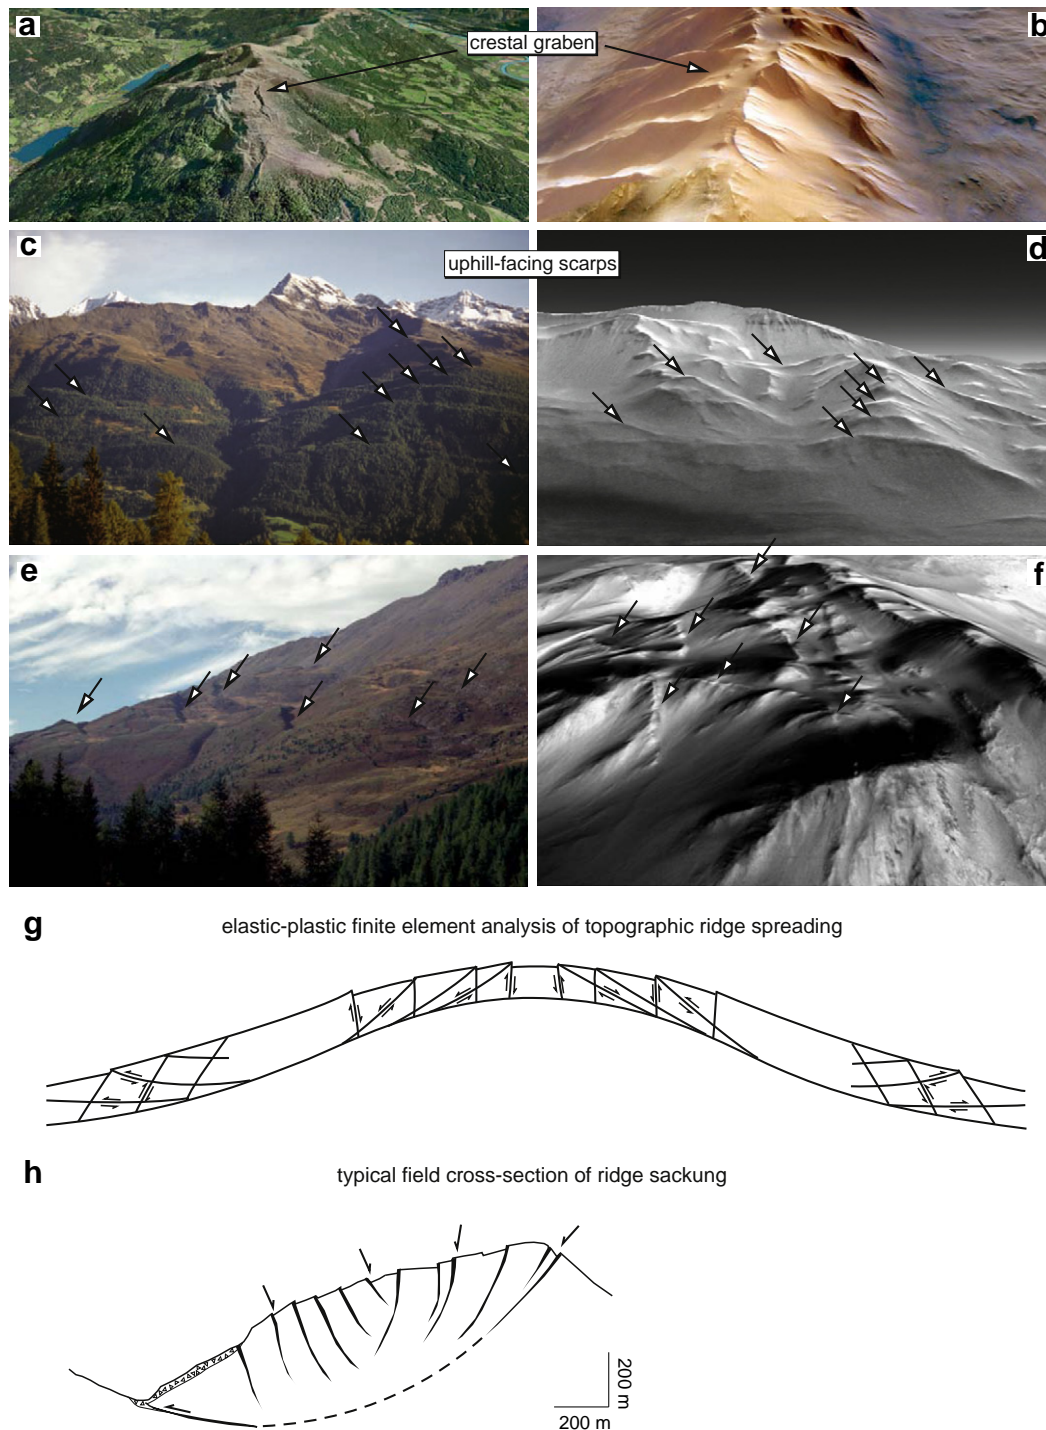 a
b
crestal graben
c
d
uphill-facing scarps
e
f
g
elastic-plastic finite element analysis of topographic ridge spreading
h
typical field cross-section of ridge sackung
200 m
200 m